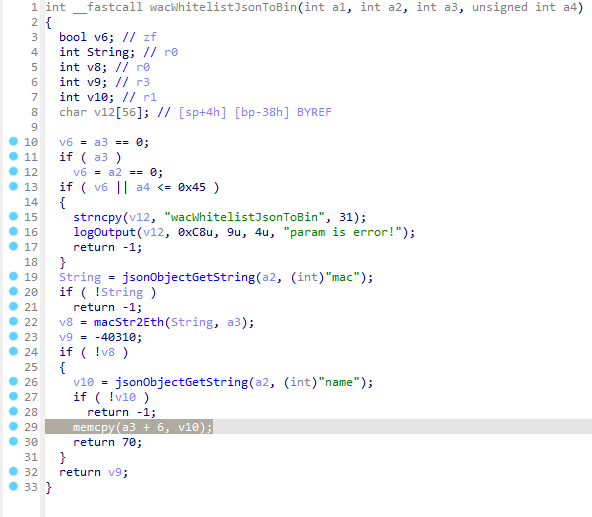 1 int __fastcall wacWhitelistJsonToBin(int a1, int a2, int a3, unsigned int a4)
2 {
3 bool v6; // zf
4 int String; // r0
5 int v8; // r0
6 int v9; // r3
7 int v10; // r1
8 char v12[56]; // [sp+4h] [bp-38h] BYREF
9
10 v6 = a3 == 0;
11 if ( a3 )
12 v6 = a2 == 0;
13 if ( v6 || a4 <= 0x45 )
14 {
15 strncpy(v12, "wacWhitelistJsonToBin", 31);
16 logOutput(v12, 0xC8u, 9u, 4u, "param is error!");
17 return -1;
18 }
19 String = jsonObjectGetString(a2, (int)"mac");
20 if ( !String )
21 return -1;
22 v8 = macStr2Eth(String, a3);
23 v9 = -40310;
24 if ( !v8 )
25 {
26 v10 = jsonObjectGetString(a2, (int)"name");
27 if ( !v10 )
28 return -1;
29 memcpy(a3 + 6, v10);
30 return 70;
31 }
32 return v9;
33 }